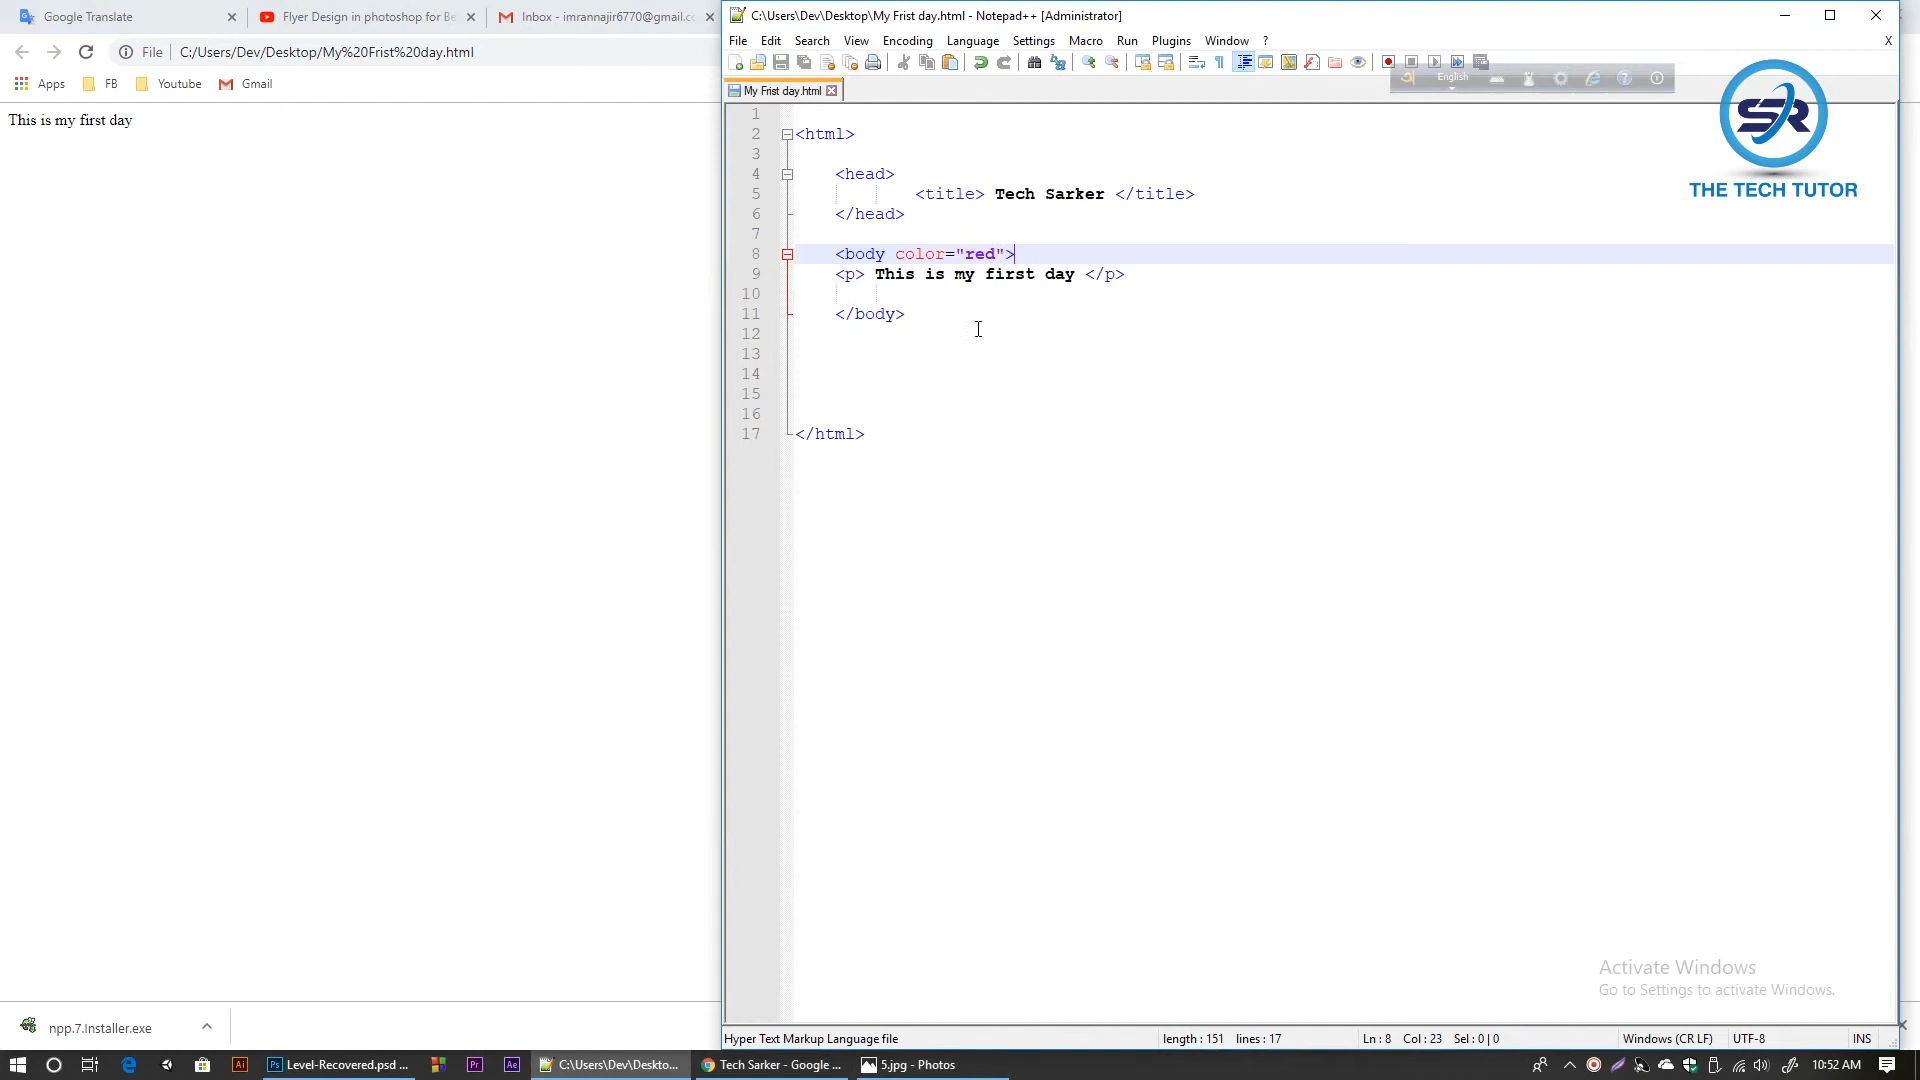 Google Translate
Flyer Design in photoshop for Be
Inbox - imrannajir6770@gmail.cc
File C:/Users/Dev/Desktop/My%20Frist%20day.html
Apps FB Youtube Gmail
This is my first day
npp.7.Installer.exe
C:\Users\Dev\Desktop\My Frist day.html - Notepad++ [Administrator]
File Edit Search View Encoding Language Settings Macro Run Plugins Window ? X
English
My Frist day.html
1
2 <html>
3
4 <head>
5 <title> Tech Sarker </title>
6 </head>
7
8 <body color="red">
9 <p> This is my first day </p>
10
11 </body>
12
13
14
15
16
17 </html>
SR
THE TECH TUTOR
Activate Windows
Go to Settings to activate Windows.
Hyper Text Markup Language file length : 151 lines : 17 Ln : 8 Col : 23 Sel : 0 | 0 Windows (CR LF) UTF-8 INS
Ai Ps Level-Recovered.psd ... Pr Ae C:\Users\Dev\Deskto... Tech Sarker - Google ... 5.jpg - Photos 10:52 AM